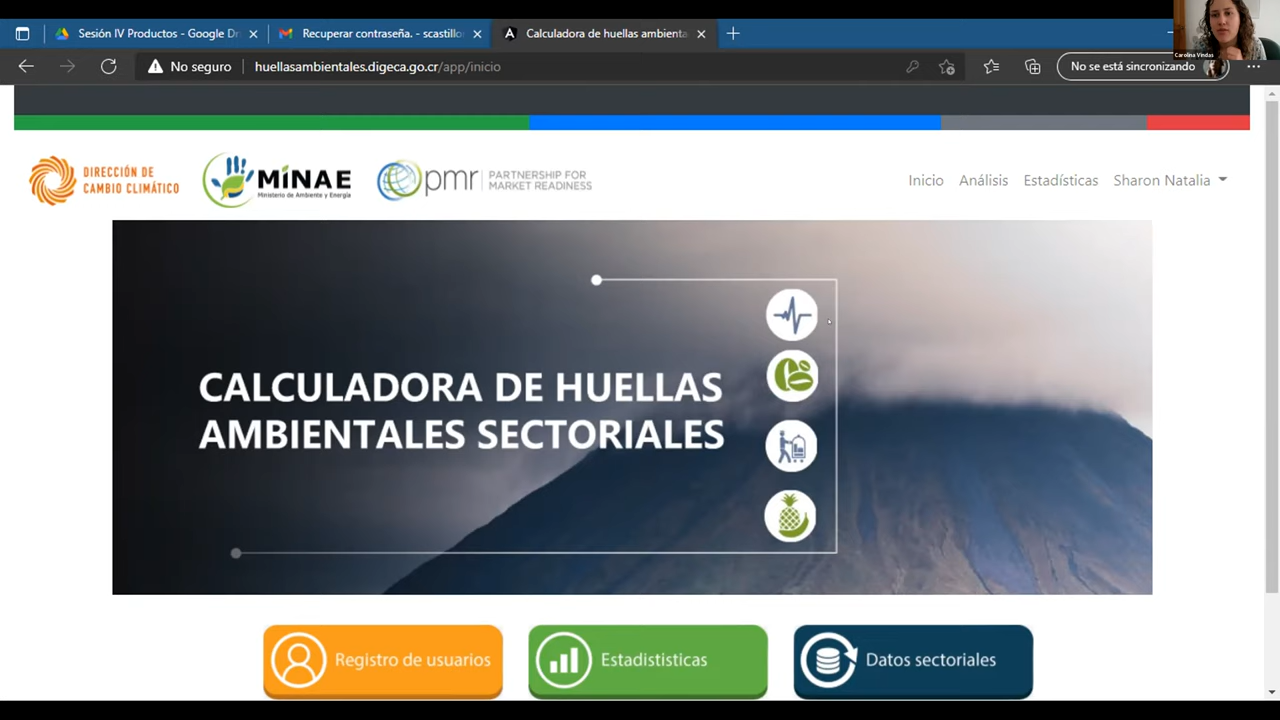 Sesión IV Productos - Google Dr
Recuperar contraseña. - scastillo
Calculadora de huellas ambienta
No seguro
huellasambientales.digeca.go.cr/app/inicio
No se está sincronizando
Carolina Vindas
DIRECCIÓN DE
CAMBIO CLIMÁTICO
MINAE
Ministerio de Ambiente y Energía
pmr
PARTNERSHIP FOR
MARKET READINESS
Inicio
Análisis
Estadísticas
Sharon Natalia
CALCULADORA DE HUELLAS
AMBIENTALES SECTORIALES
Registro de usuarios
Estadististicas
Datos sectoriales